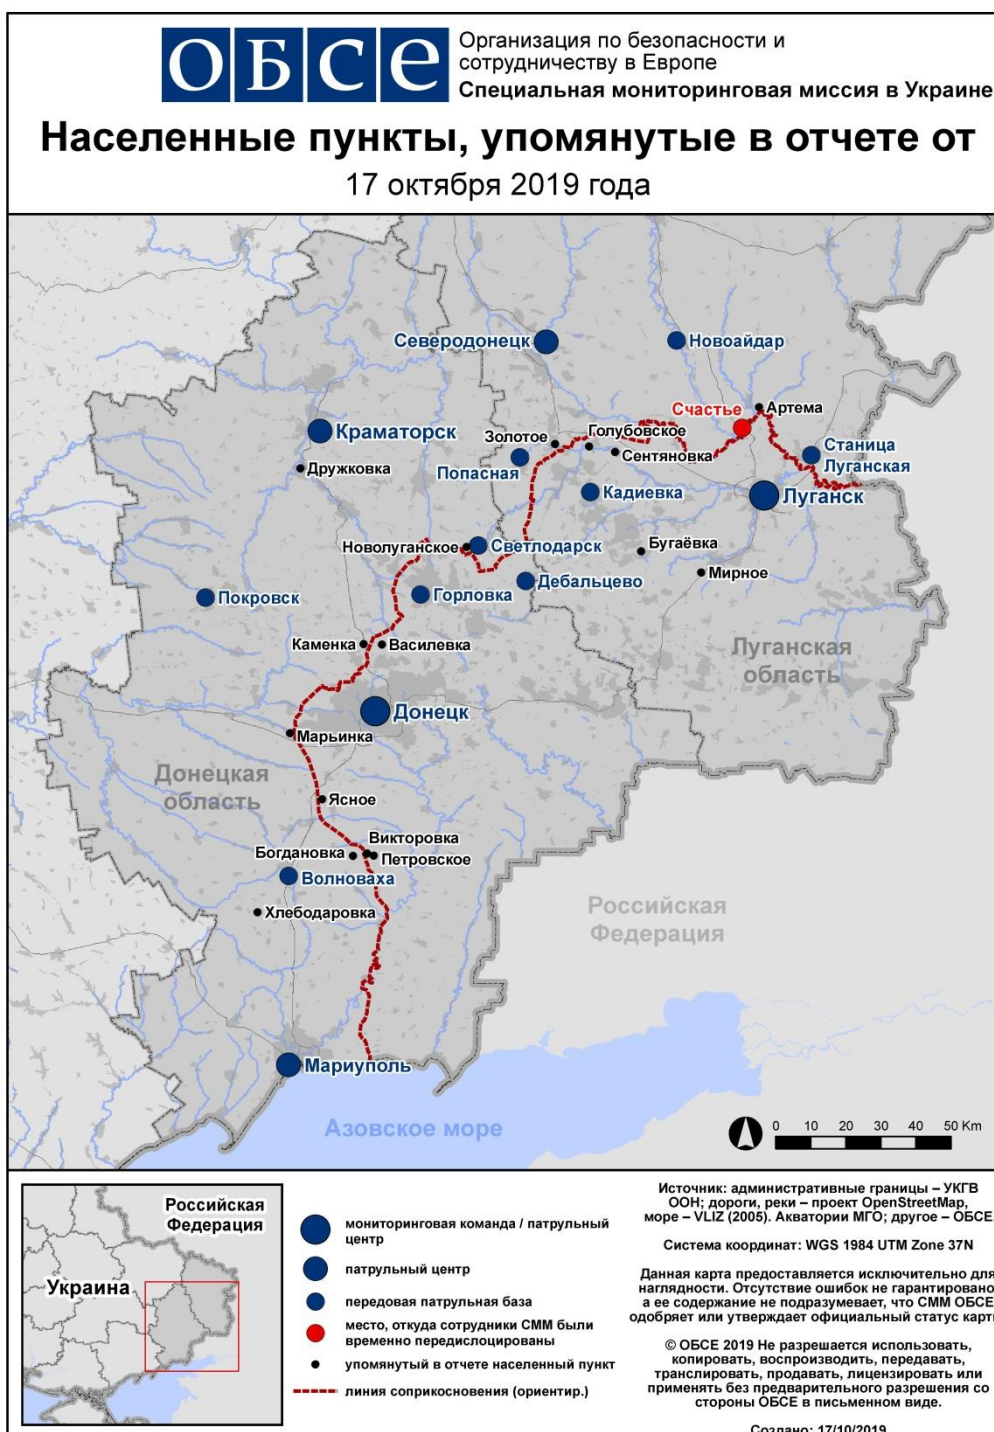 ОБСЕ
Организация по безопасности и
сотрудничеству в Европе
Специальная мониторинговая миссия в Украине
Населенные пункты, упомянутые в отчете от
17 октября 2019 года
Северодонецк
Новоайдар
Счастье
Артема
Краматорск
Золотое
Голубовское
Сентяновка
Станица
Луганская
Дружковка
Попасная
Кадиевка
Луганск
Новолуганское
Светлодарск
Бугаёвка
Дебальцево
Мирное
Покровск
Горловка
Каменка
Василевка
Луганская
область
Донецк
Марьинка
Донецкая
область
Ясное
Викторовка
Богдановка
Петровское
Волноваха
Хлебодаровка
Российская
Федерация
Мариуполь
Азовское море
0 10 20 30 40 50 Km
Российская
Федерация
Украина
мониторинговая команда / патрульный
центр
патрульный центр
передовая патрульная база
место, откуда сотрудники СММ были
временно передислоцированы
упомянутый в отчете населенный пункт
линия соприкосновения (ориентир.)
Источник: административные границы – УКГВ
ООН; дороги, реки – проект OpenStreetMap,
море – VLIZ (2005). Акватории МГО; другое – ОБСЕ.
Система координат: WGS 1984 UTM Zone 37N
Данная карта предоставляется исключительно для
наглядности. Отсутствие ошибок не гарантировано,
а ее содержание не подразумевает, что СММ ОБСЕ
одобряет или утверждает официальный статус карты
© ОБСЕ 2019 Не разрешается использовать,
копировать, воспроизводить, передавать,
транслировать, продавать, лицензировать или
применять без предварительного разрешения со
стороны ОБСЕ в письменном виде.
Создано: 17/10/2019